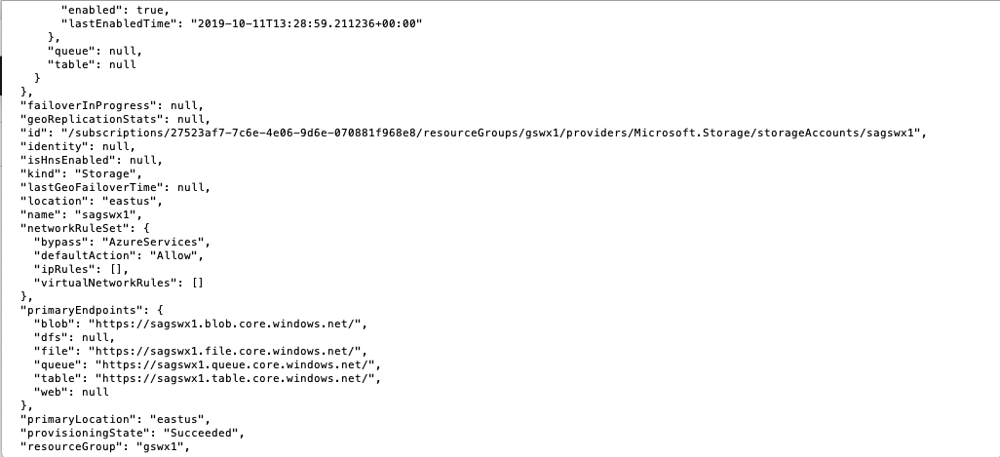 "enabled": true,
"lastEnabledTime": "2019-10-11T13:28:59.211236+00:00"
},
"queue": null,
"table": null
}
},
"failoverInProgress": null,
"geoReplicationStats": null,
"id": "/subscriptions/27523af7-7c6e-4e06-9d6e-070881f968e8/resourceGroups/gswx1/providers/Microsoft.Storage/storageAccounts/sagswx1",
"identity": null,
"isHnsEnabled": null,
"kind": "Storage",
"lastGeoFailoverTime": null,
"location": "eastus",
"name": "sagswx1",
"networkRuleSet": {
"bypass": "AzureServices",
"defaultAction": "Allow",
"ipRules": [],
"virtualNetworkRules": []
},
"primaryEndpoints": {
"blob": "https://sagswx1.blob.core.windows.net/",
"dfs": null,
"file": "https://sagswx1.file.core.windows.net/",
"queue": "https://sagswx1.queue.core.windows.net/",
"table": "https://sagswx1.table.core.windows.net/",
"web": null
},
"primaryLocation": "eastus",
"provisioningState": "Succeeded",
"resourceGroup": "gswx1",